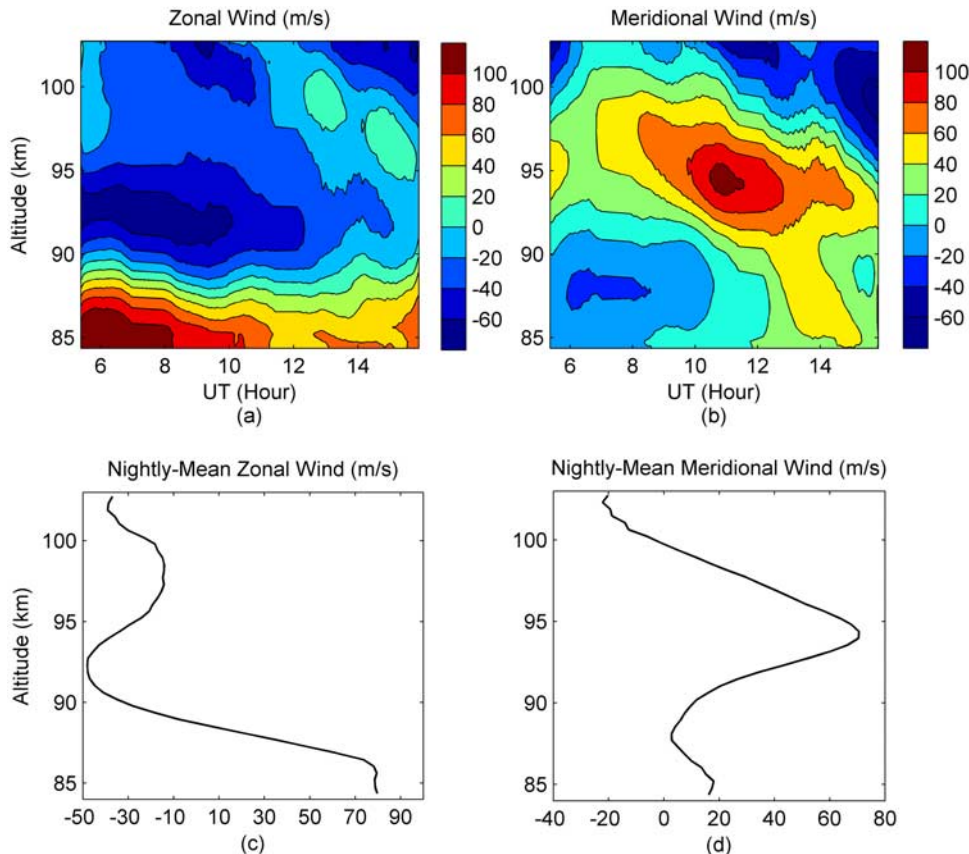 Zonal Wind (m/s)
Meridional Wind (m/s)
Altitude (km)
100
95
90
85
6 8 10 12 14
UT (Hour)
(a)
100
80
60
40
20
0
-20
-40
-60
100
95
90
85
6 8 10 12 14
UT (Hour)
(b)
100
80
60
40
20
0
-20
-40
-60
Nightly-Mean Zonal Wind (m/s)
Nightly-Mean Meridional Wind (m/s)
Altitude (km)
100
95
90
85
-50 -30 -10 10 30 50 70 90
(c)
100
95
90
85
-40 -20 0 20 40 60 80
(d)